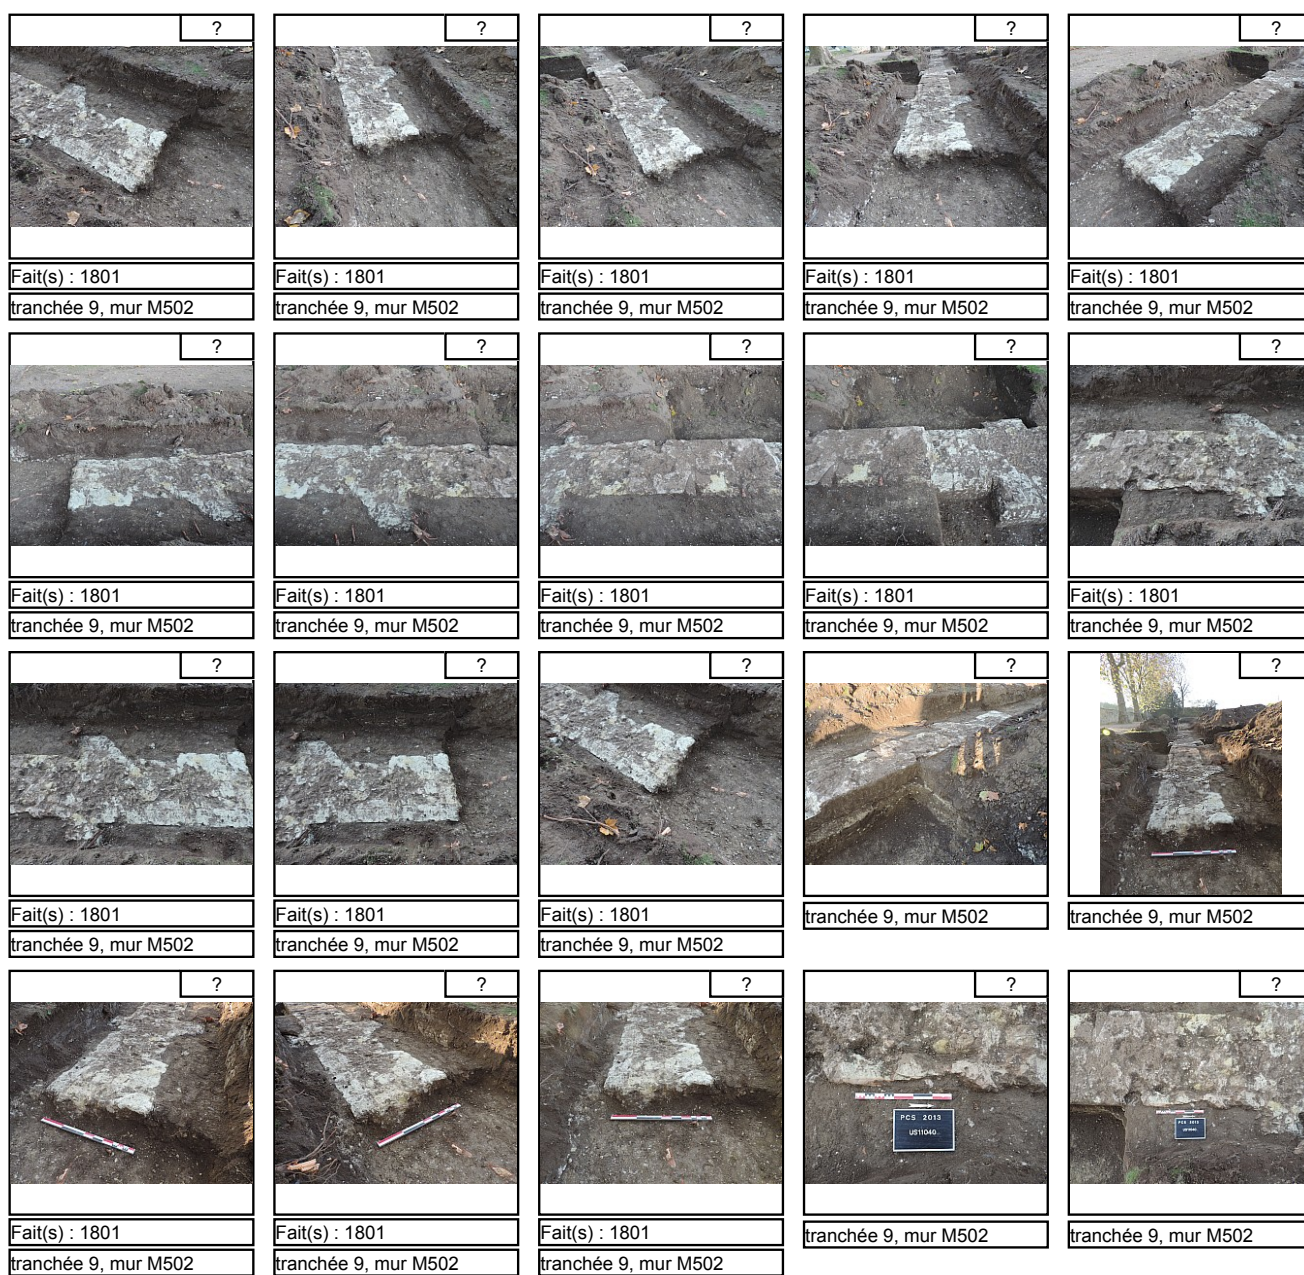 ? ? ? ? ?
Fait(s) : 1801 Fait(s) : 1801 Fait(s) : 1801 Fait(s) : 1801 Fait(s) : 1801
tranchée 9, mur M502 tranchée 9, mur M502 tranchée 9, mur M502 tranchée 9, mur M502 tranchée 9, mur M502
? ? ? ? ?
Fait(s) : 1801 Fait(s) : 1801 Fait(s) : 1801 Fait(s) : 1801 Fait(s) : 1801
tranchée 9, mur M502 tranchée 9, mur M502 tranchée 9, mur M502 tranchée 9, mur M502 tranchée 9, mur M502
? ? ? ? ?
Fait(s) : 1801 Fait(s) : 1801 Fait(s) : 1801 tranchée 9, mur M502 tranchée 9, mur M502
tranchée 9, mur M502 tranchée 9, mur M502 tranchée 9, mur M502
? ? ? ? ?
PCS 2013 PCS 2013
US11040 US11040
Fait(s) : 1801 Fait(s) : 1801 Fait(s) : 1801 tranchée 9, mur M502 tranchée 9, mur M502
tranchée 9, mur M502 tranchée 9, mur M502 tranchée 9, mur M502